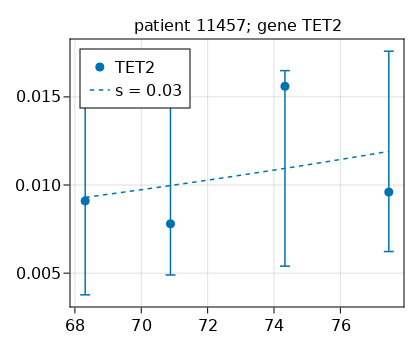 patient 11457; gene TET2
TET2
s = 0.03
0.015
0.010
0.005
68 70 72 74 76